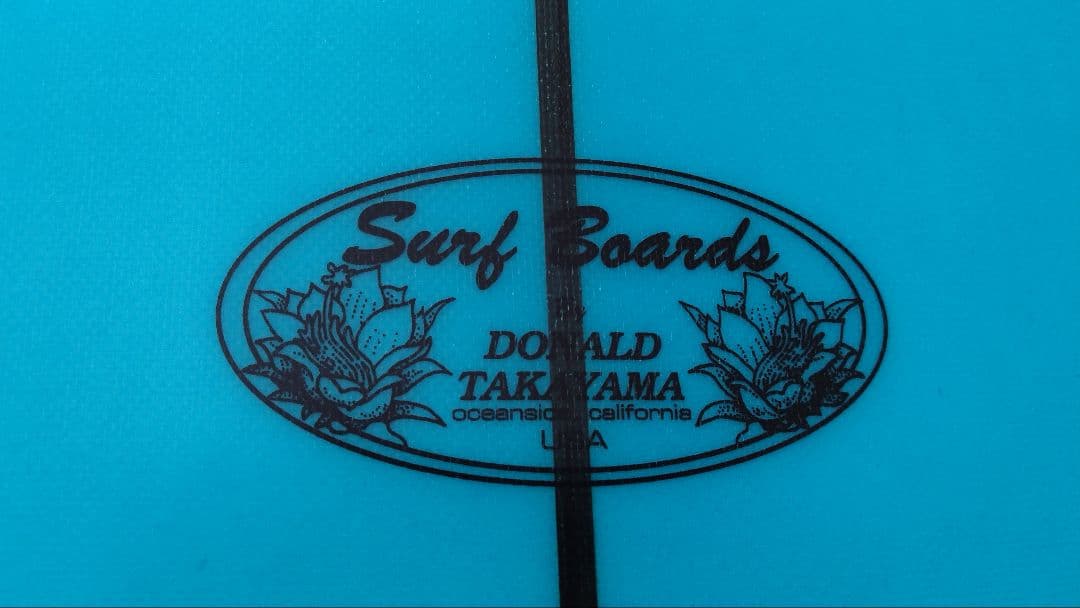 Surf Boards
by
DONALD
TAKAYAMA
oceanside california
USA